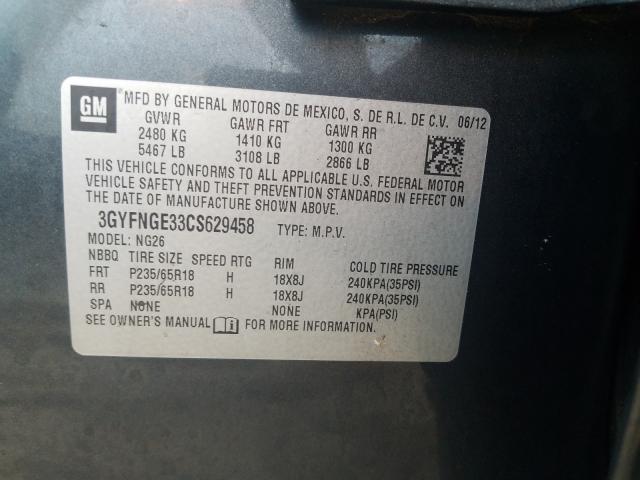 GM
MFD BY GENERAL MOTORS DE MEXICO, S. DE R.L. DE C.V. 06/12
GVWR GAWR FRT GAWR RR
2480 KG 1410 KG 1300 KG
5467 LB 3108 LB 2866 LB
THIS VEHICLE CONFORMS TO ALL APPLICABLE U.S. FEDERAL MOTOR
VEHICLE SAFETY AND THEFT PREVENTION STANDARDS IN EFFECT ON
THE DATE OF MANUFACTURE SHOWN ABOVE.
3GYFNGE33CS629458 TYPE: M.P.V.
MODEL: NG26
NBBQ TIRE SIZE SPEED RTG RIM COLD TIRE PRESSURE
FRT P235/65R18 H 18X8J 240KPA(35PSI)
RR P235/65R18 H 18X8J 240KPA(35PSI)
SPA NONE NONE KPA(PSI)
SEE OWNER'S MANUAL FOR MORE INFORMATION.